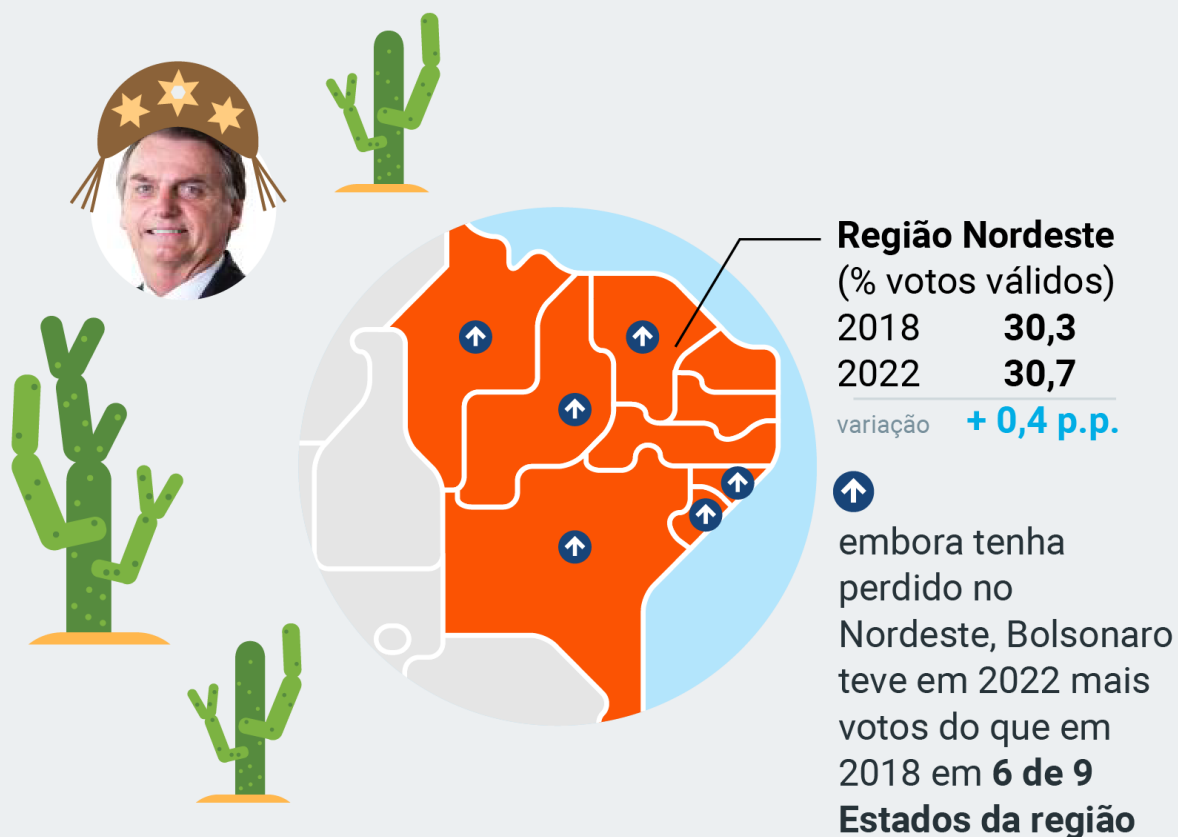 Região Nordeste
(% votos válidos)
2018 30,3
2022 30,7
variação + 0,4 p.p.
embora tenha
perdido no
Nordeste, Bolsonaro
teve em 2022 mais
votos do que em
2018 em 6 de 9
Estados da região